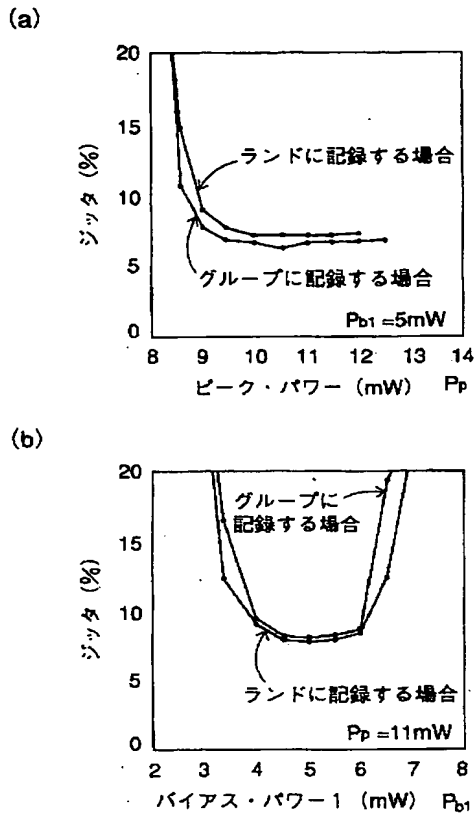 (a)
20
15
10
5
0
ジッタ (%)
ランドに記録する場合
グループに記録する場合
Pb1=5mW
8 9 10 11 12 13 14
ピーク・パワー (mW) Pp
(b)
20
15
10
5
0
ジッタ (%)
グループに
記録する場合
ランドに記録する場合
Pp=11mW
2 3 4 5 6 7 8
バイアス・パワー1 (mW) Pb1